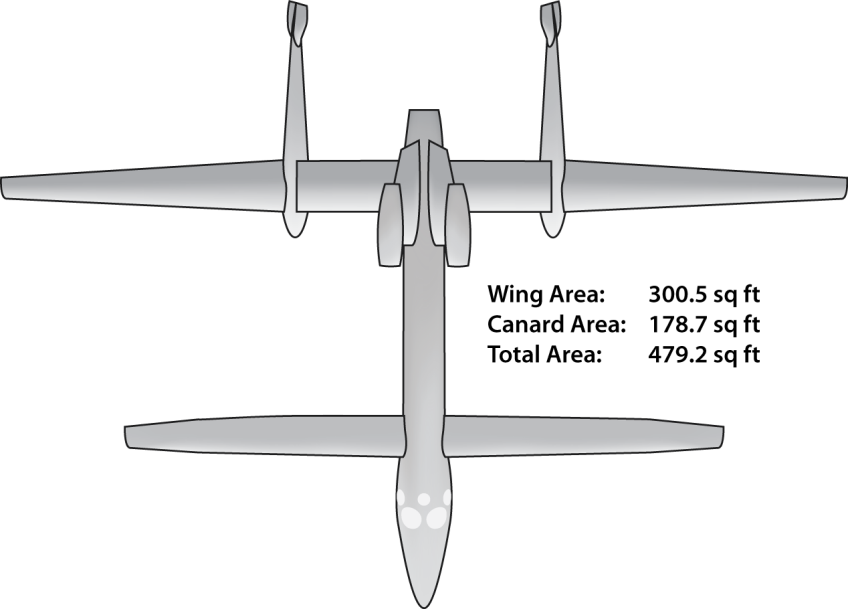 Wing Area: 300.5 sq ft
Canard Area: 178.7 sq ft
Total Area: 479.2 sq ft